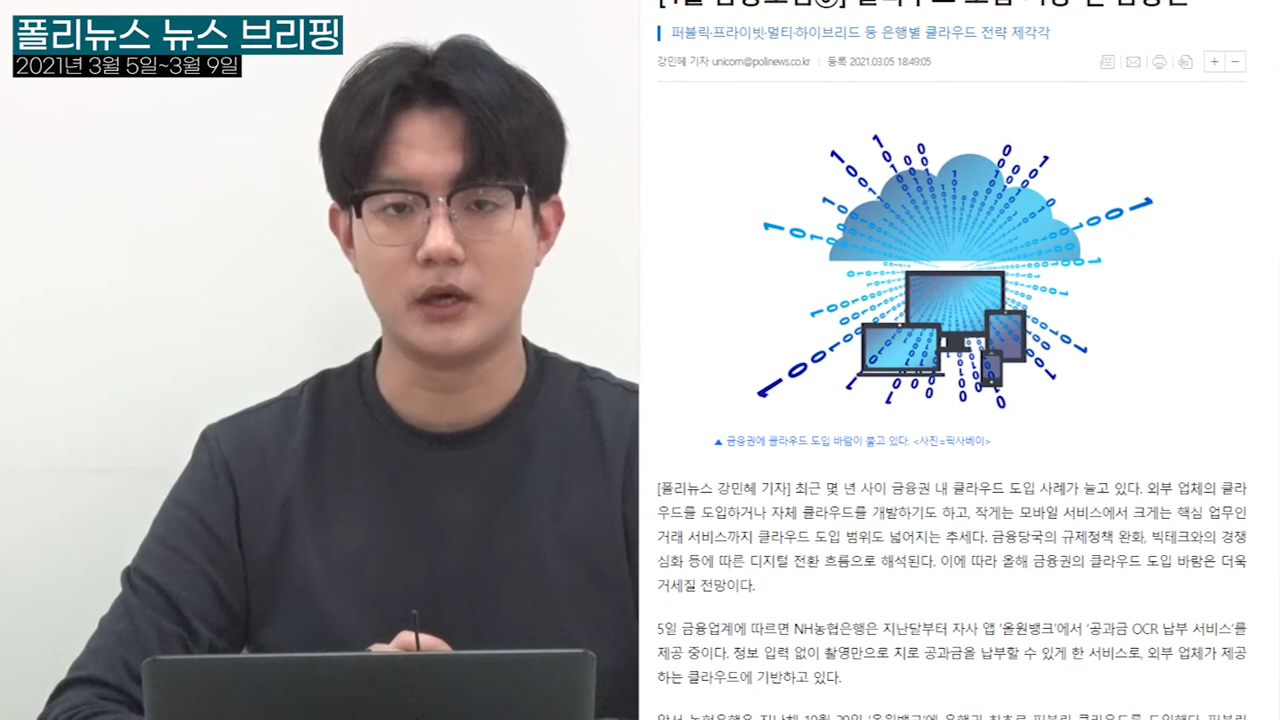 폴리뉴스 뉴스 브리핑
2021년 3월 5일~3월 9일
퍼블릭·프라이빗·멀티·하이브리드 등 은행별 클라우드 전략 제각각
강민혜 기자 unicorn@polinews.co.kr | 등록 2021.03.05 18:49:05
▲ 금융권에 클라우드 도입 바람이 불고 있다. <사진=픽사베이>
[폴리뉴스 강민혜 기자] 최근 몇 년 사이 금융권 내 클라우드 도입 사례가 늘고 있다. 외부 업체의 클라
우드를 도입하거나 자체 클라우드를 개발하기도 하고, 작게는 모바일 서비스에서 크게는 핵심 업무인
거래 서비스까지 클라우드 도입 범위도 넓어지는 추세다. 금융당국의 규제정책 완화, 빅테크와의 경쟁
심화 등에 따른 디지털 전환 흐름으로 해석된다. 이에 따라 올해 금융권의 클라우드 도입 바람은 더욱
거세질 전망이다.
5일 금융업계에 따르면 NH농협은행은 지난달부터 자사 앱 '올원뱅크'에서 '공과금 OCR 납부 서비스'를
제공 중이다. 정보 입력 없이 촬영만으로 지로 공과금을 납부할 수 있게 한 서비스로, 외부 업체가 제공
하는 클라우드에 기반하고 있다.